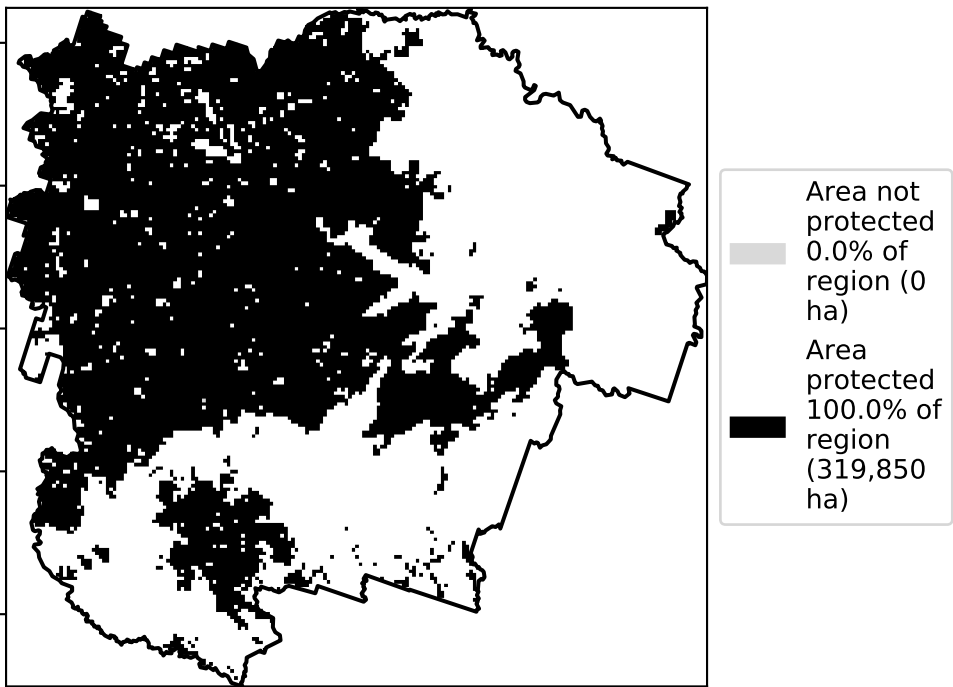 Area not
protected
0.0% of
region (0
ha)
Area
protected
100.0% of
region
(319,850
ha)